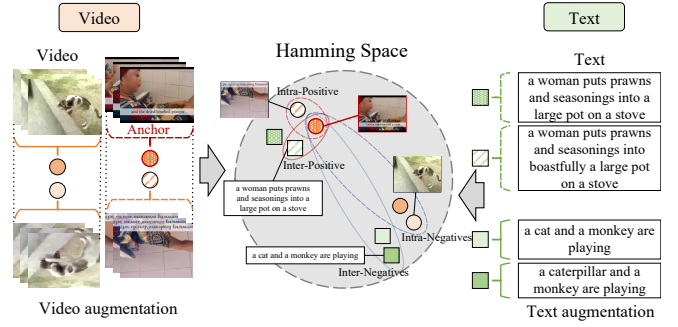 Video
Text
Video
Hamming Space
Text
Anchor
Intra-Positive
Inter-Positive
a woman puts prawns
and seasonings into a
large pot on a stove
Intra-Negatives
a cat and a monkey are playing
Inter-Negatives
a woman puts prawns
and seasonings into a
large pot on a stove
a woman puts prawns
and seasonings into
boastfully a large pot
on a stove
a cat and a monkey are
playing
a caterpillar and a
monkey are playing
Video augmentation
Text augmentation